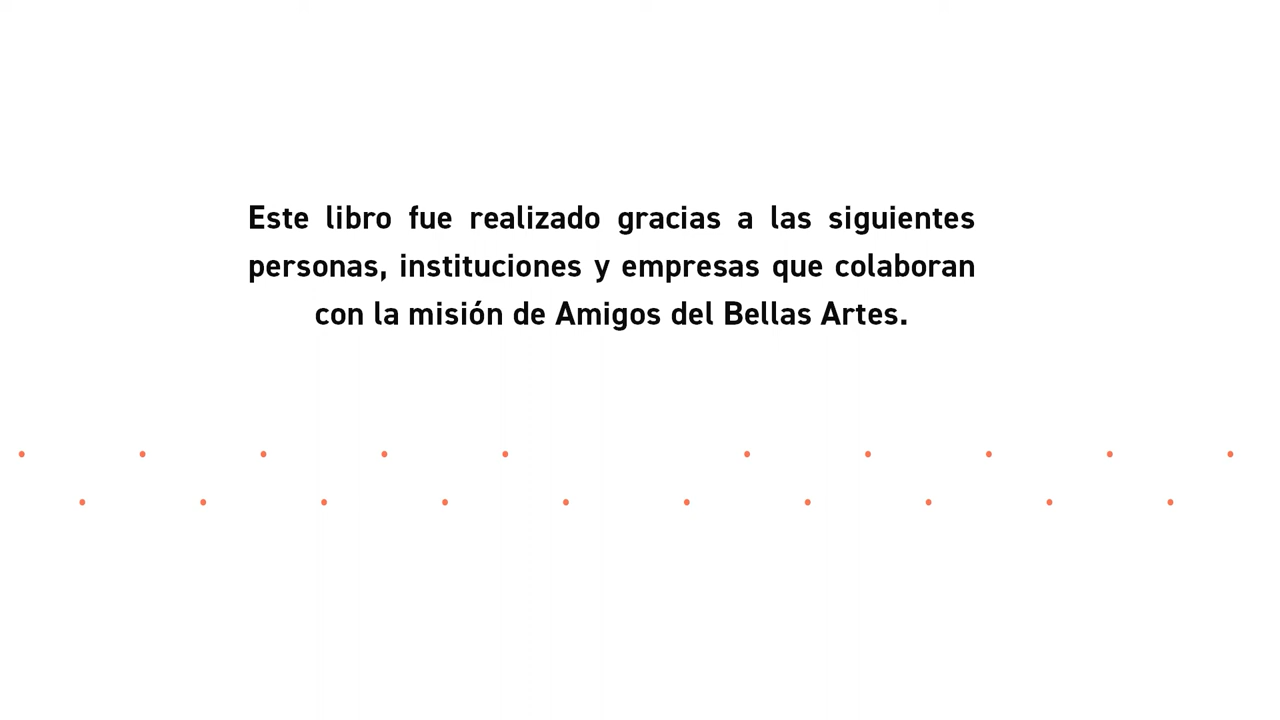 Este libro fue realizado gracias a las siguientes
personas, instituciones y empresas que colaboran
con la misión de Amigos del Bellas Artes.